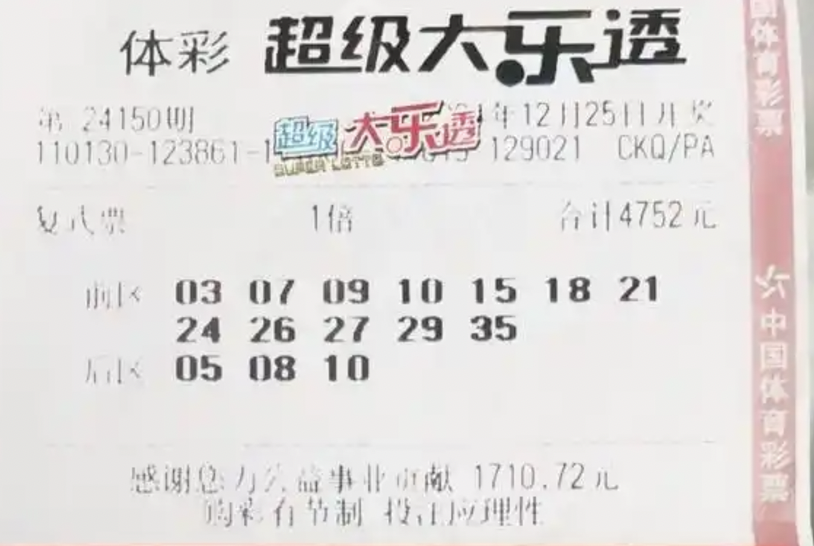 体彩 超级大乐透
第 24150期 年12月25日开奖
超级大乐透
SUPER LOTTO
110130-123861-1 129021 CKQ/PA
复式票 1倍 合计4752元
前区 03 07 09 10 15 18 21
24 26 27 29 35
后区 05 08 10
感谢您为公益事业贡献 1710.72元
购彩有节制 投注应理性
国体育彩票
中国体育彩票